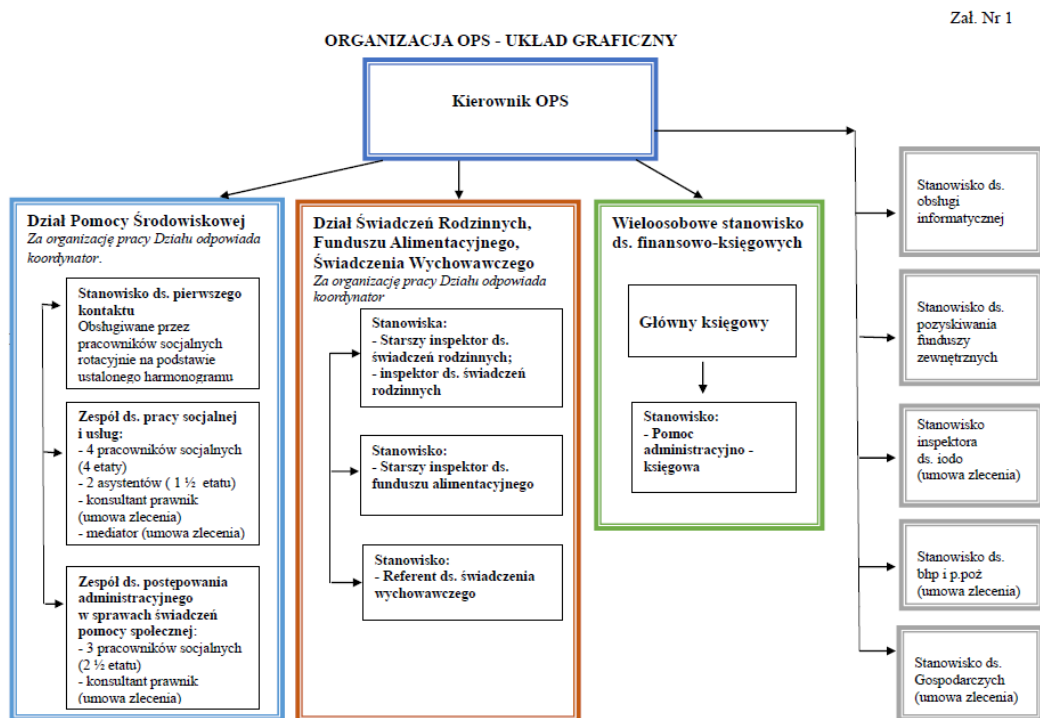 Zał. Nr 1
ORGANIZACJA OPS - UKŁAD GRAFICZNY
Kierownik OPS
Dział Pomocy Środowiskowej
Za organizację pracy Działu odpowiada
koordynator.
Stanowisko ds. pierwszego
kontaktu
Obsługiwane przez
pracowników socjalnych
rotacyjnie na podstawie
ustalonego harmonogramu
Zespół ds. pracy socjalnej
i usług:
- 4 pracowników socjalnych
(4 etaty)
- 2 asystentów ( 1 ½ etatu)
- konsultant prawnik
(umowa zlecenia)
- mediator (umowa zlecenia)
Zespół ds. postępowania
administracyjnego
w sprawach świadczeń
pomocy społecznej:
- 3 pracowników socjalnych
(2 ½ etatu)
- konsultant prawnik
(umowa zlecenia)
Dział Świadczeń Rodzinnych,
Funduszu Alimentacyjnego,
Świadczenia Wychowawczego
Za organizację pracy Działu odpowiada
koordynator
Stanowiska:
- Starszy inspektor ds.
świadczeń rodzinnych;
- inspektor ds. świadczeń
rodzinnych
Stanowisko:
- Starszy inspektor ds.
funduszu alimentacyjnego
Stanowisko:
- Referent ds. świadczenia
wychowawczego
Wieloosobowe stanowisko
ds. finansowo-księgowych
Główny księgowy
Stanowisko:
- Pomoc
administracyjno -
księgowa
Stanowisko ds.
obsługi
informatycznej
Stanowisko ds.
pozyskiwania
funduszy
zewnętrznych
Stanowisko
inspektora
ds. iodo
(umowa zlecenia)
Stanowisko ds.
bhp i p.poż
(umowa zlecenia)
Stanowisko ds.
Gospodarczych
(umowa zlecenia)